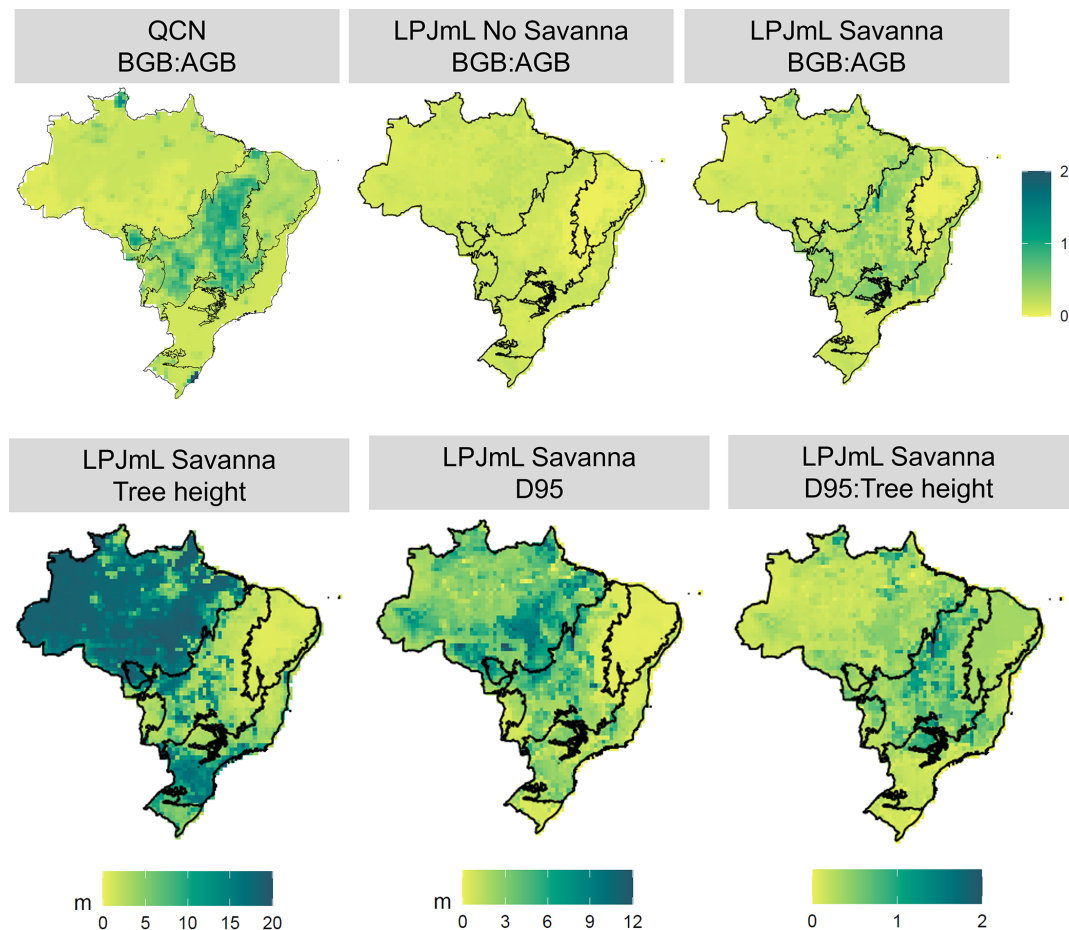 QCN
BGB:AGB
LPJmL No Savanna
BGB:AGB
LPJmL Savanna
BGB:AGB
2
1
0
LPJmL Savanna
Tree height
LPJmL Savanna
D95
LPJmL Savanna
D95:Tree height
m
0 5 10 15 20
m
0 3 6 9 12
0 1 2